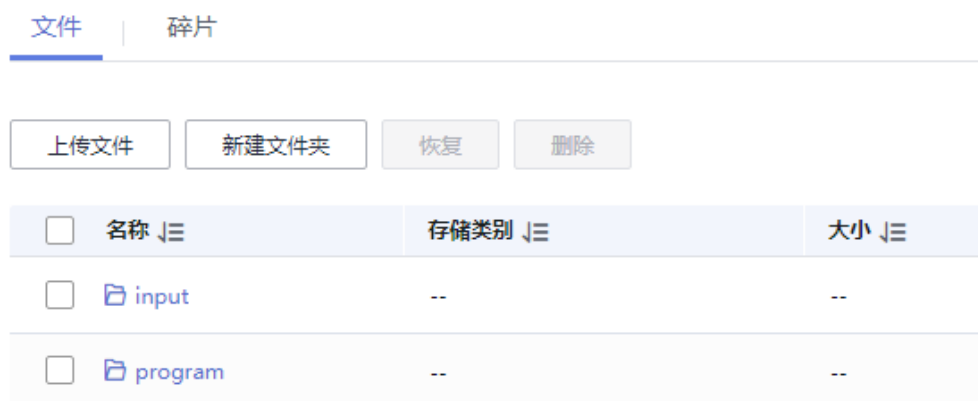 文件 碎片
上传文件 新建文件夹 恢复 删除
名称 存储类别 大小
input -- --
program -- --